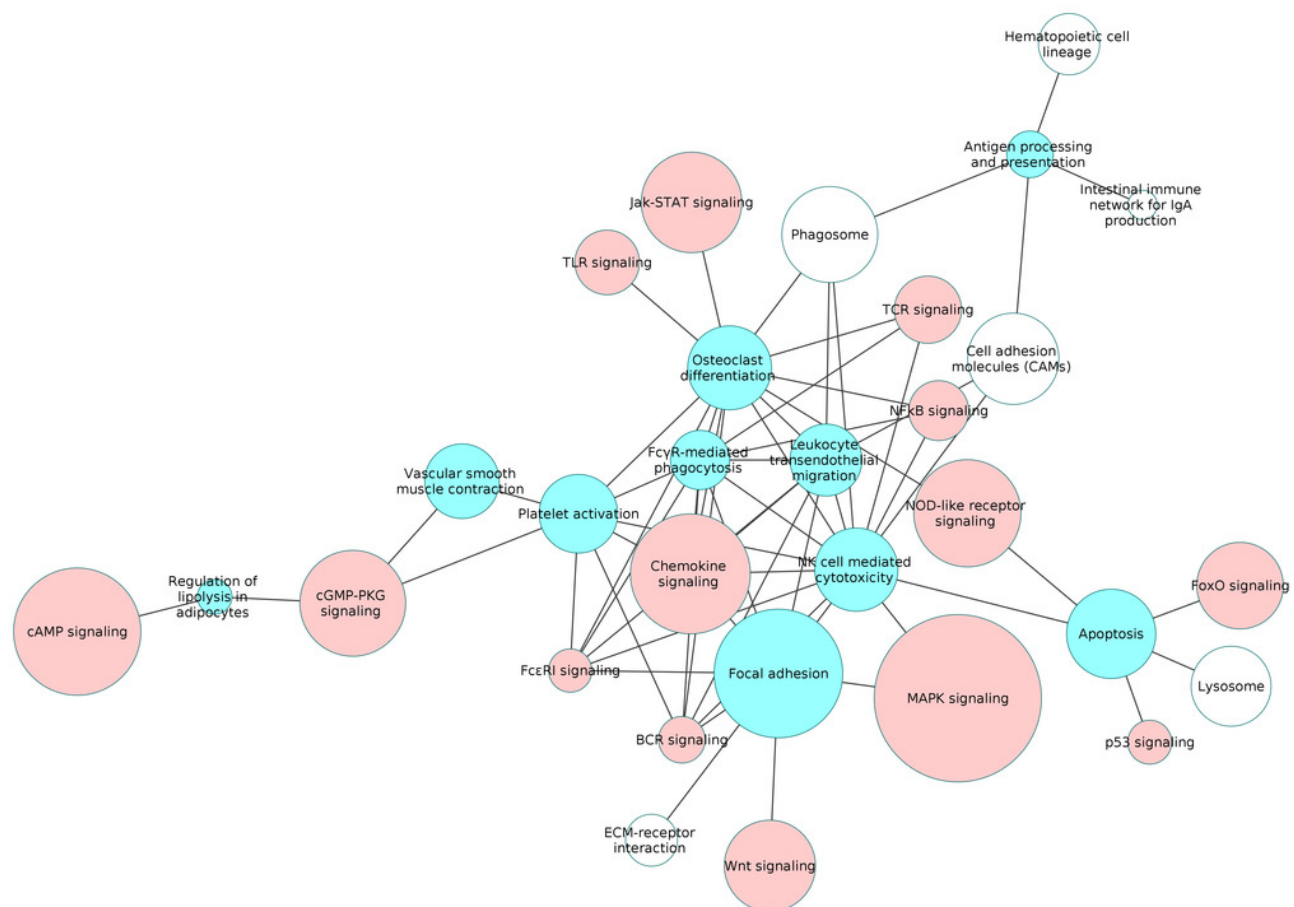 Hematopoietic cell
lineage
Antigen processing
and presentation
Intestinal immune
network for IgA
production
Jak-STAT signaling
Phagosome
TLR signaling
TCR signaling
Cell adhesion
molecules (CAMs)
Osteoclast
differentiation
NFkB signaling
FcγR-mediated
phagocytosis
Leukocyte
transendothelial
migration
Vascular smooth
muscle contraction
Platelet activation
NOD-like receptor
signaling
Chemokine
signaling
NK cell mediated
cytotoxicity
FoxO signaling
Regulation of
lipolysis in
adipocytes
cGMP-PKG
signaling
cAMP signaling
Apoptosis
FcεRI signaling
Focal adhesion
MAPK signaling
Lysosome
BCR signaling
p53 signaling
ECM-receptor
interaction
Wnt signaling